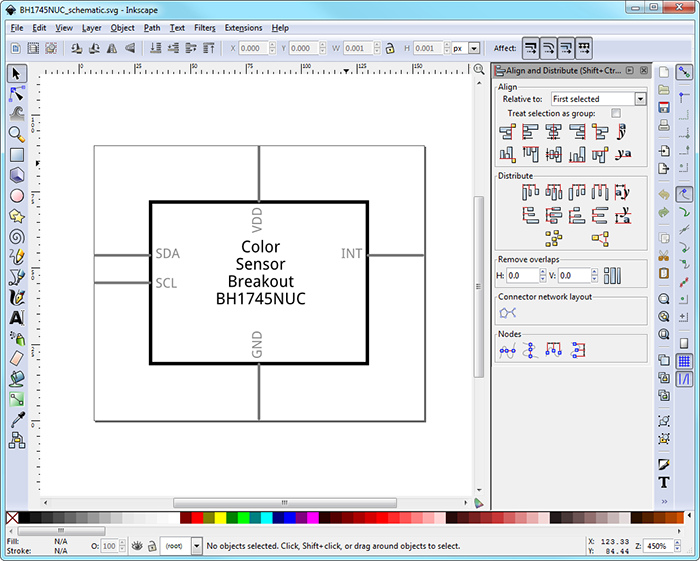 BH1745NUC_schematic.svg - Inkscape
File Edit View Layer Object Path Text Filters Extensions Help
X 0.000 Y 0.000 W 0.001 H 0.001 px Affect:
Align and Distribute (Shift+Ctr...
Align
Relative to: First selected
Treat selection as group:
Distribute
Remove overlaps
H: 0.0 V: 0.0
Connector network layout
Nodes
VDD
SDA
SCL
INT
GND
Color
Sensor
Breakout
BH1745NUC
Fill: N/A
Stroke: N/A
O: 100
(root)
No objects selected. Click, Shift+click, or drag around objects to select.
X: 123.33
Y: 84.44
Z: 450%